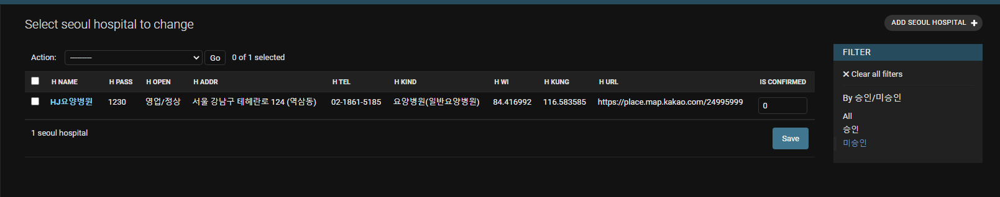 Select seoul hospital to change
ADD SEOUL HOSPITAL +
Action: --------- Go 0 of 1 selected
H NAME H PASS H OPEN H ADDR H TEL H KIND H WI H KUNG H URL IS CONFIRMED
HJ요양병원 1230 영업/정상 서울 강남구 테헤란로 124 (역삼동) 02-1861-5185 요양병원(일반요양병원) 84.416992 116.583585 https://place.map.kakao.com/24995999 0
1 seoul hospital
Save
FILTER
✕ Clear all filters
By 승인/미승인
All
승인
미승인